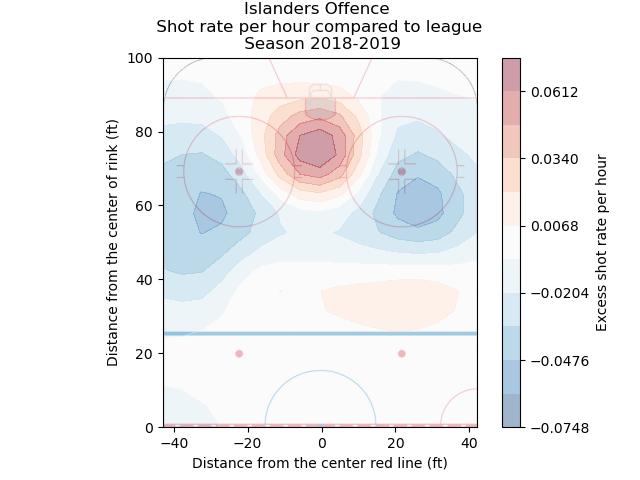 Islanders Offence
Shot rate per hour compared to league
Season 2018-2019
100
80
60
40
20
0
Distance from the center of rink (ft)
−40
−20
0
20
40
Distance from the center red line (ft)
0.0612
0.0340
0.0068
−0.0204
−0.0476
−0.0748
Excess shot rate per hour